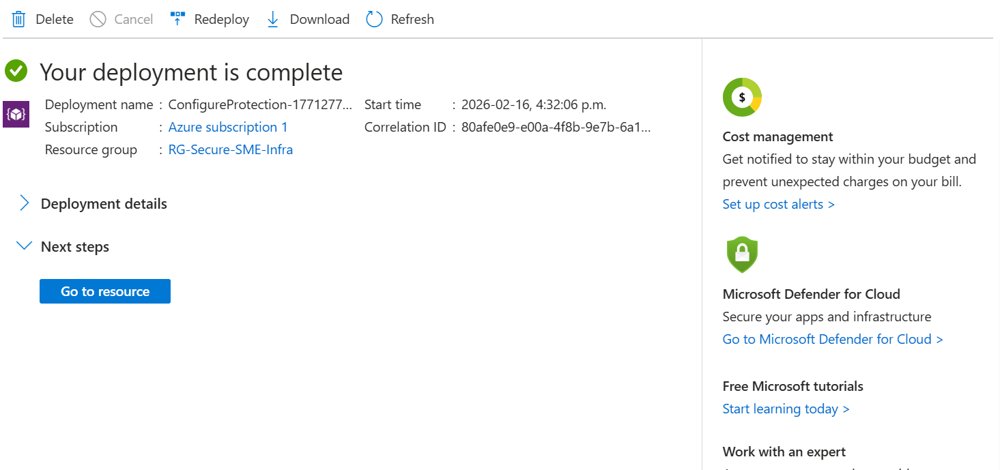 Delete Cancel Redeploy Download Refresh
Your deployment is complete
Deployment name : ConfigureProtection-1771277...
Start time : 2026-02-16, 4:32:06 p.m.
Subscription : Azure subscription 1
Correlation ID : 80afe0e9-e00a-4f8b-9e7b-6a1...
Resource group : RG-Secure-SME-Infra
Deployment details
Next steps
Go to resource
$
Cost management
Get notified to stay within your budget and
prevent unexpected charges on your bill.
Set up cost alerts >
Microsoft Defender for Cloud
Secure your apps and infrastructure
Go to Microsoft Defender for Cloud >
Free Microsoft tutorials
Start learning today >
Work with an expert